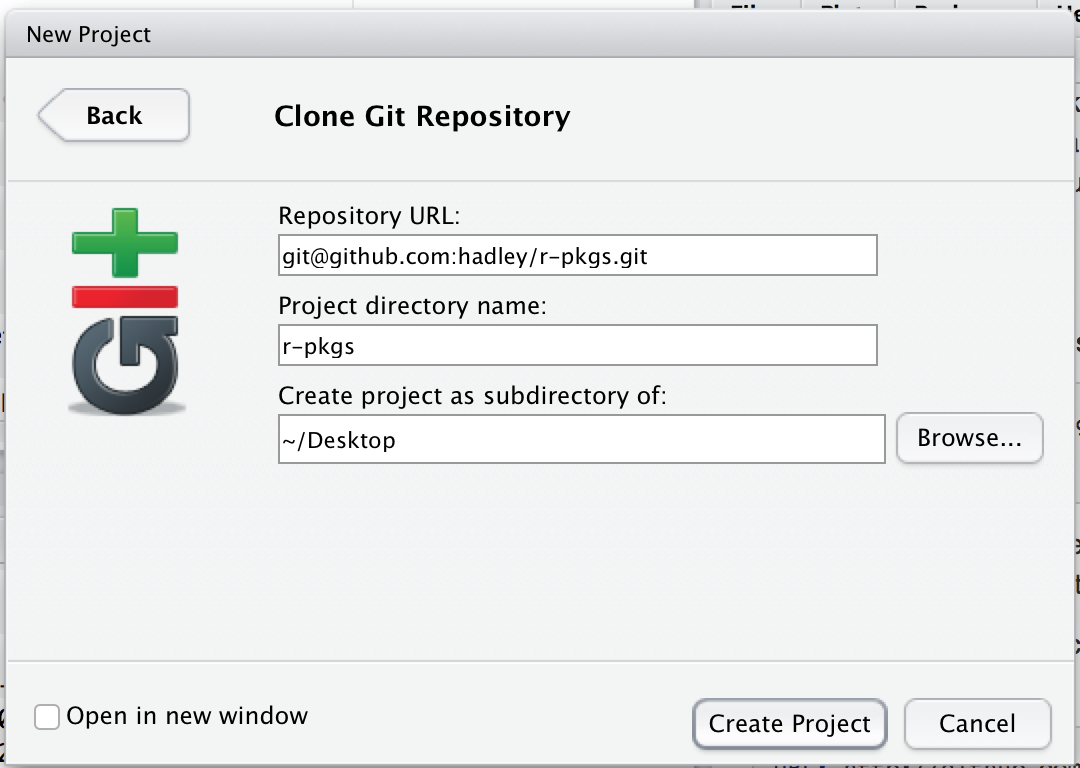 New Project
Back
Clone Git Repository
git
Repository URL:
git@github.com:hadley/r-pkgs.git
Project directory name:
r-pkgs
Create project as subdirectory of:
~/Desktop
Browse...
Open in new window
Create Project
Cancel